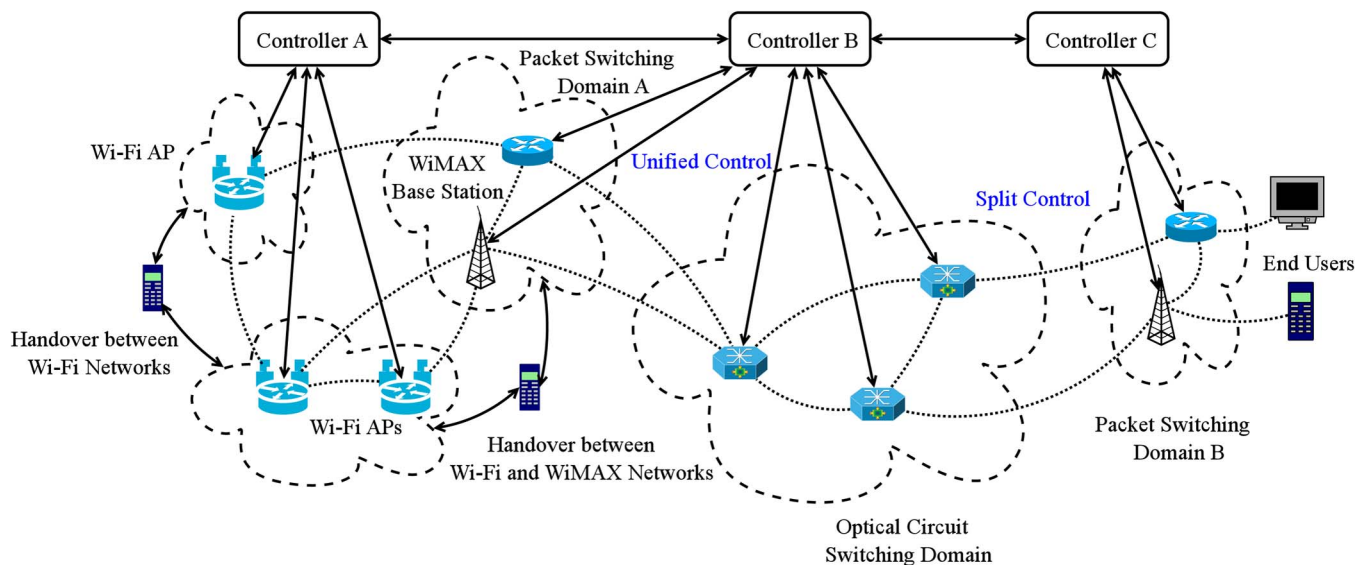 Controller A
Controller B
Controller C
Packet Switching
Domain A
Wi-Fi AP
WiMAX
Base Station
Unified Control
Split Control
End Users
Handover between
Wi-Fi Networks
Wi-Fi APs
Handover between
Wi-Fi and WiMAX Networks
Packet Switching
Domain B
Optical Circuit
Switching Domain